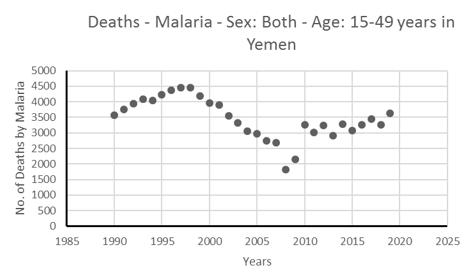 Deaths - Malaria - Sex: Both - Age: 15-49 years in
Yemen
No. of Deaths by Malaria
5000
4500
4000
3500
3000
2500
2000
1500
1000
500
0
1985 1990 1995 2000 2005 2010 2015 2020 2025
Years